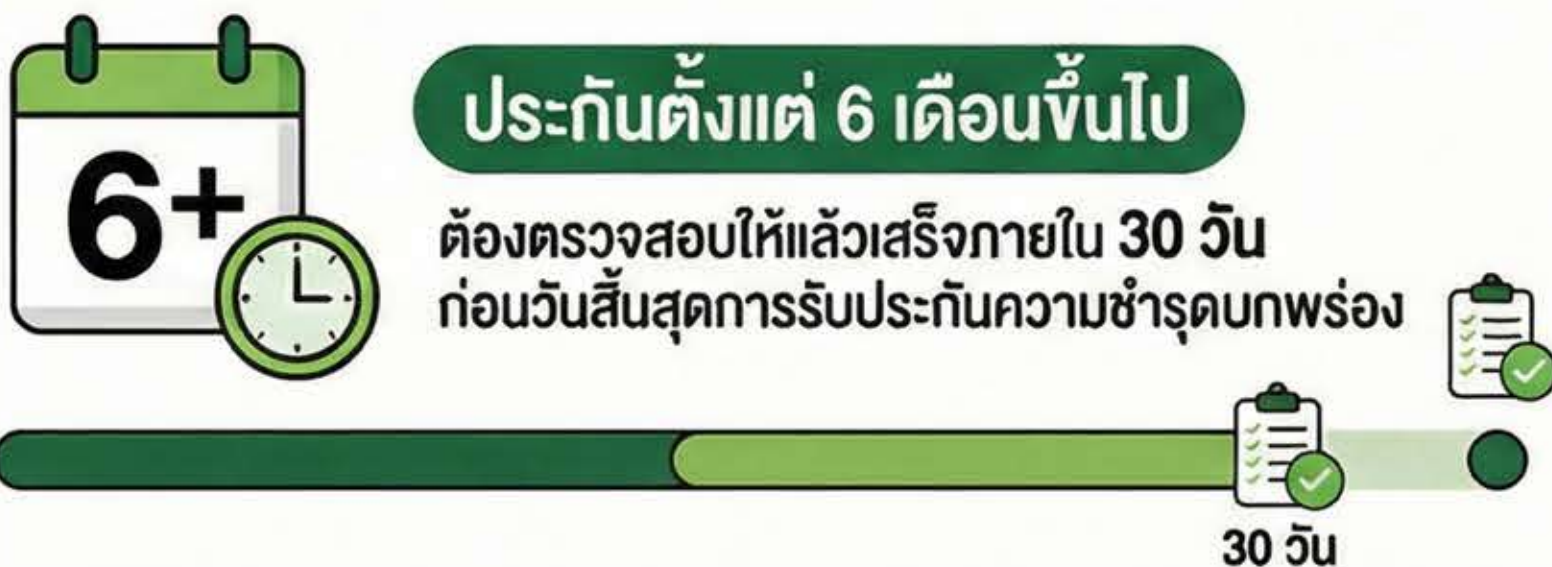 6+
ประกันตั้งแต่ 6 เดือนขึ้นไป
ต้องตรวจสอบให้แล้วเสร็จภายใน 30 วัน
ก่อนวันสิ้นสุดการรับประกันความชำรุดบกพร่อง
30 วัน